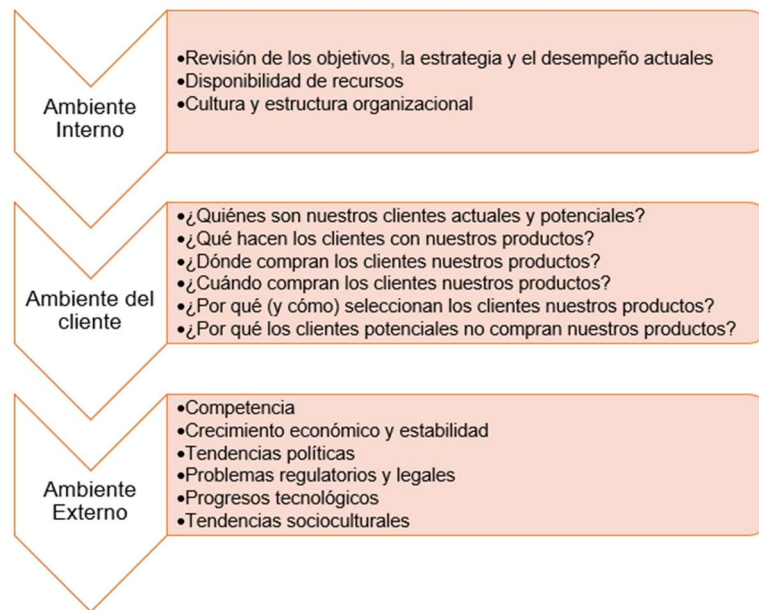 Ambiente
Interno
•Revisión de los objetivos, la estrategia y el desempeño actuales
•Disponibilidad de recursos
•Cultura y estructura organizacional
Ambiente del
cliente
•¿Quiénes son nuestros clientes actuales y potenciales?
•¿Qué hacen los clientes con nuestros productos?
•¿Dónde compran los clientes nuestros productos?
•¿Cuándo compran los clientes nuestros productos?
•¿Por qué (y cómo) seleccionan los clientes nuestros productos?
•¿Por qué los clientes potenciales no compran nuestros productos?
Ambiente
Externo
•Competencia
•Crecimiento económico y estabilidad
•Tendencias políticas
•Problemas regulatorios y legales
•Progresos tecnológicos
•Tendencias socioculturales